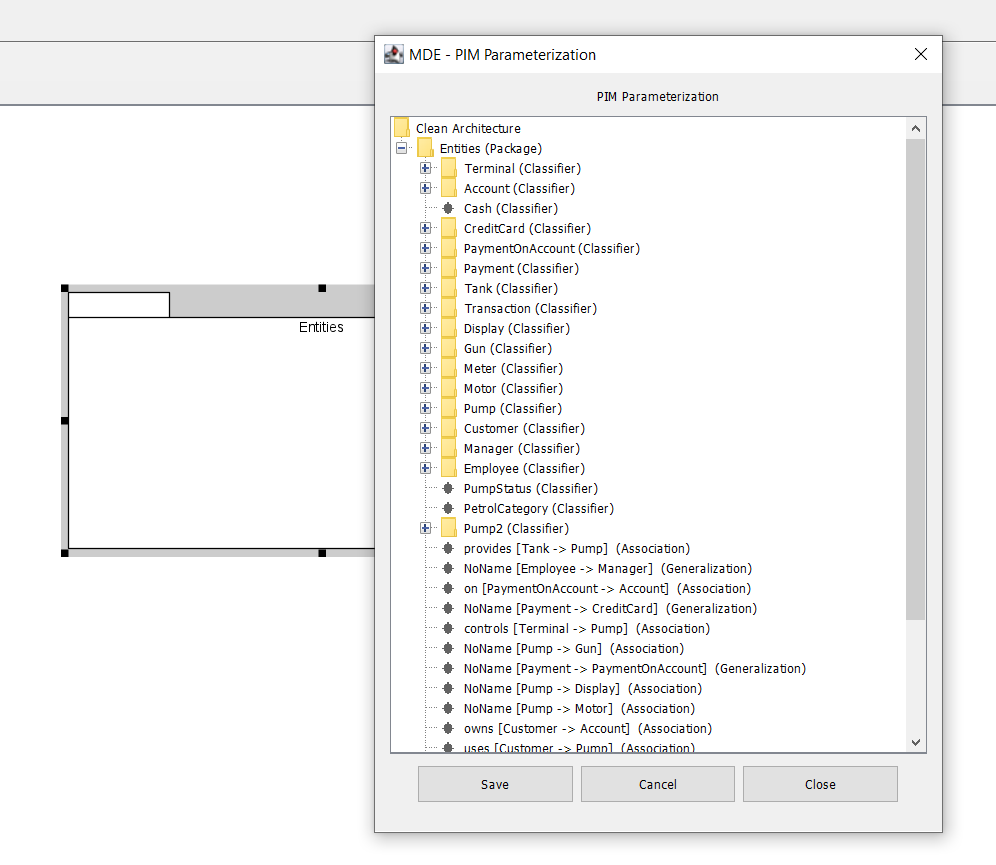 MDE - PIM Parameterization
PIM Parameterization
Clean Architecture
Entities (Package)
Terminal (Classifier)
Account (Classifier)
Cash (Classifier)
CreditCard (Classifier)
PaymentOnAccount (Classifier)
Payment (Classifier)
Tank (Classifier)
Transaction (Classifier)
Display (Classifier)
Gun (Classifier)
Meter (Classifier)
Motor (Classifier)
Pump (Classifier)
Customer (Classifier)
Manager (Classifier)
Employee (Classifier)
PumpStatus (Classifier)
PetrolCategory (Classifier)
Pump2 (Classifier)
provides [Tank -> Pump] (Association)
NoName [Employee -> Manager] (Generalization)
on [PaymentOnAccount -> Account] (Association)
NoName [Payment -> CreditCard] (Generalization)
controls [Terminal -> Pump] (Association)
NoName [Pump -> Gun] (Association)
NoName [Payment -> PaymentOnAccount] (Generalization)
NoName [Pump -> Display] (Association)
NoName [Pump -> Motor] (Association)
owns [Customer -> Account] (Association)
uses [Customer -> Pump] (Association)
Save Cancel Close
Entities